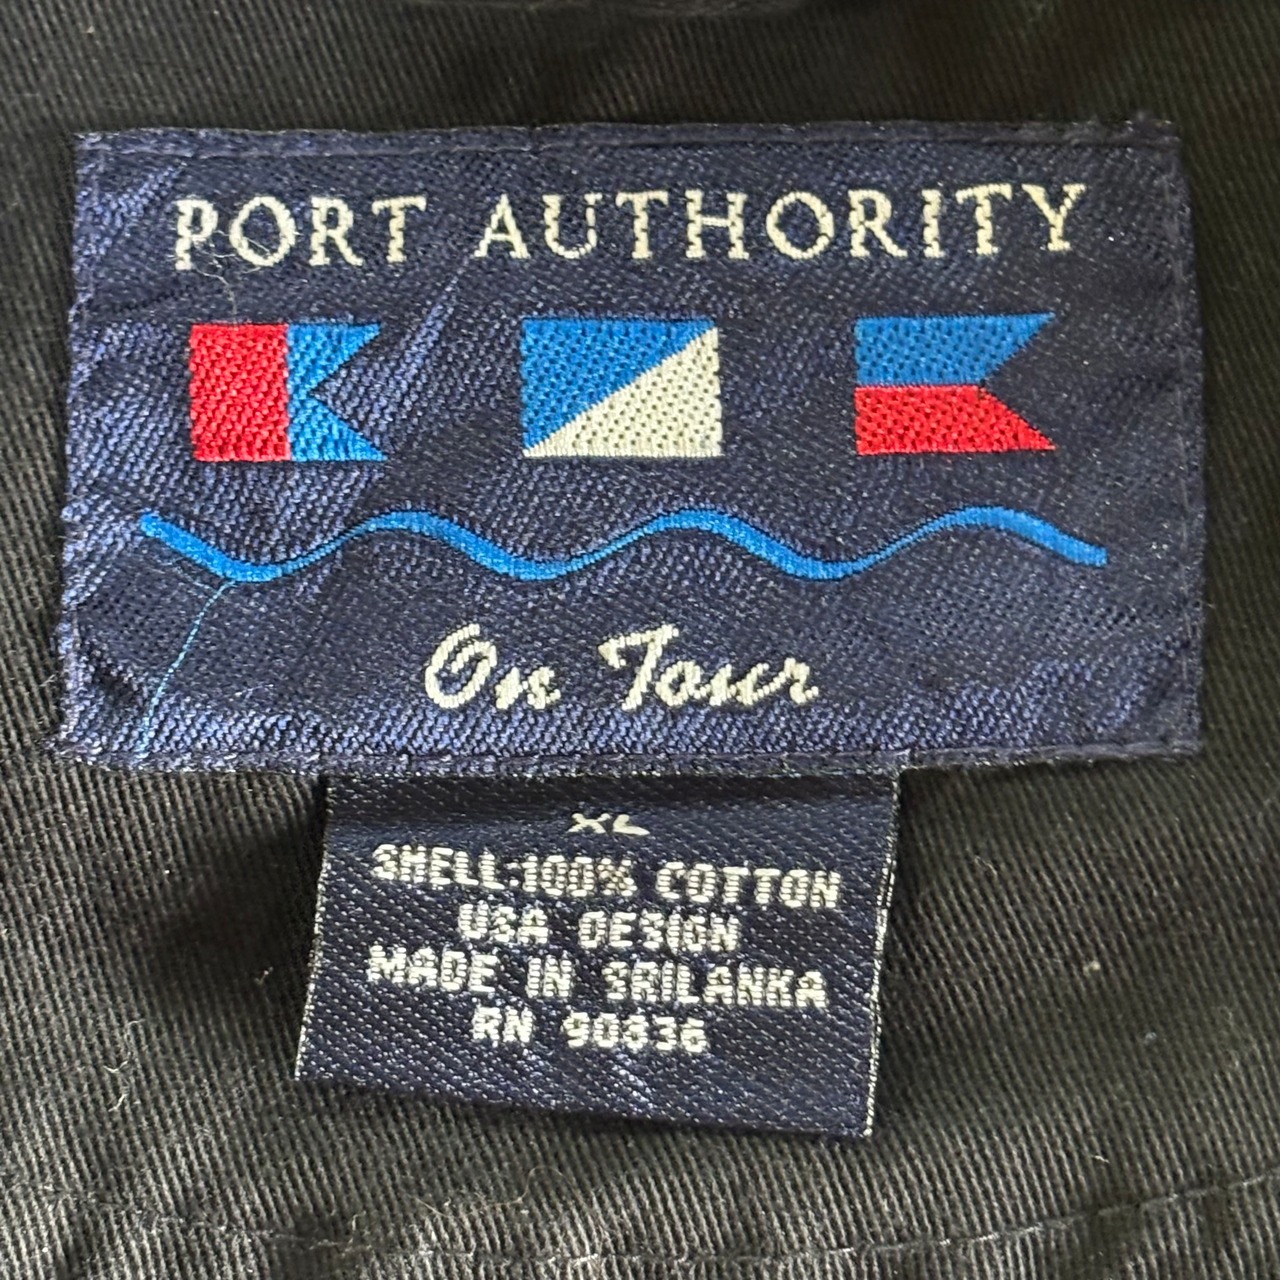 PORT AUTHORITY
On Tour
XL
SHELL:100% COTTON
USA DESIGN
MADE IN SRILANKA
RN 90836